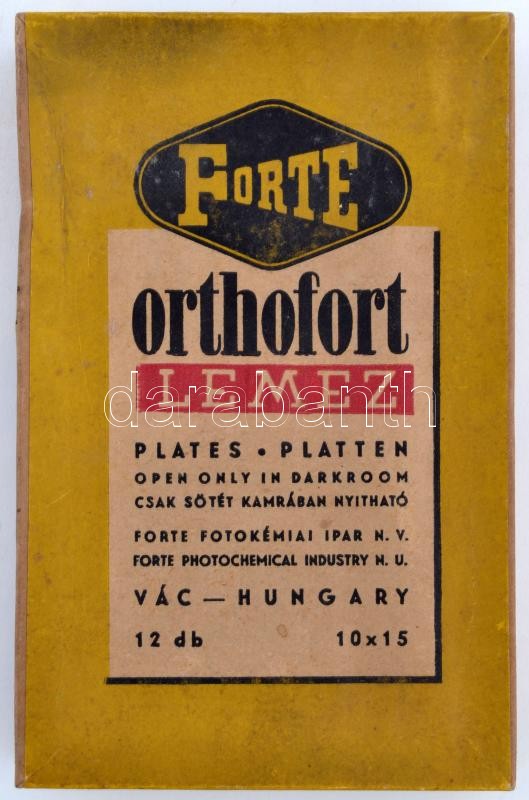 FORTE
orthofort
LEMEZ
darabanth
PLATES • PLATTEN
OPEN ONLY IN DARKROOM
CSAK SÖTÉT KAMRÁBAN NYITHATÓ
FORTE FOTOKÉMIAI IPAR N. V.
FORTE PHOTOCHEMICAL INDUSTRY N. U.
VÁC — HUNGARY
12 db 10x15